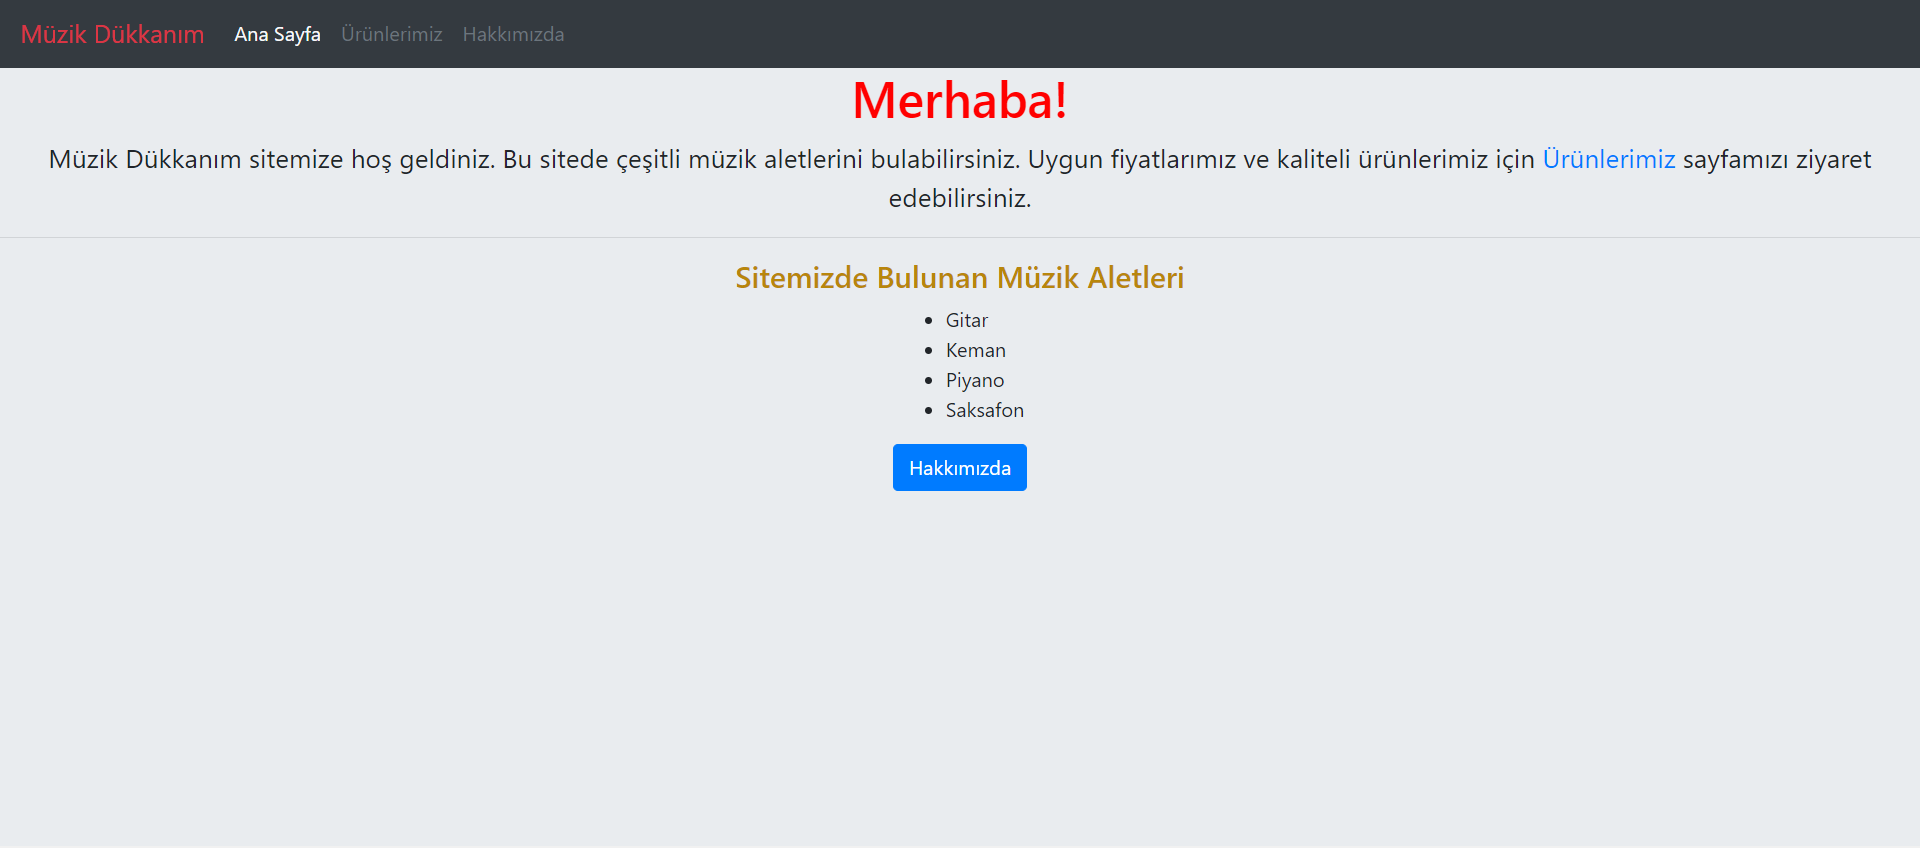 Müzik Dükkanım Ana Sayfa Ürünlerimiz Hakkımızda
Merhaba!
Müzik Dükkanım sitemize hoş geldiniz. Bu sitede çeşitli müzik aletlerini bulabilirsiniz. Uygun fiyatlarımız ve kaliteli ürünlerimiz için Ürünlerimiz sayfamızı ziyaret
edebilirsiniz.
Sitemizde Bulunan Müzik Aletleri
• Gitar
• Keman
• Piyano
• Saksafon
Hakkımızda